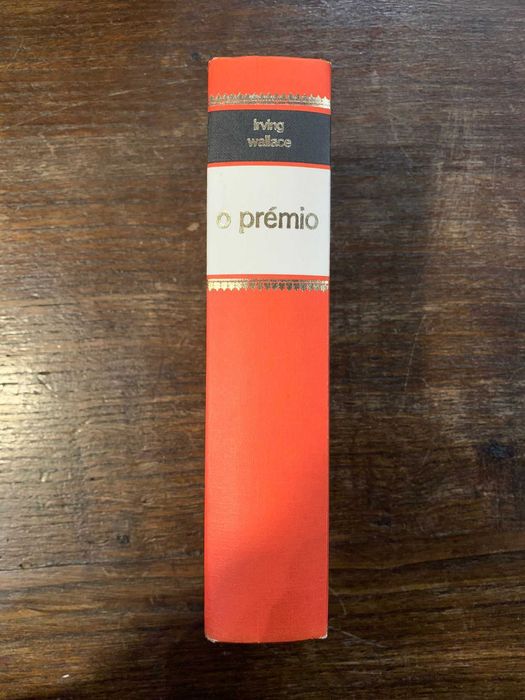 irving
wallace
o prémio